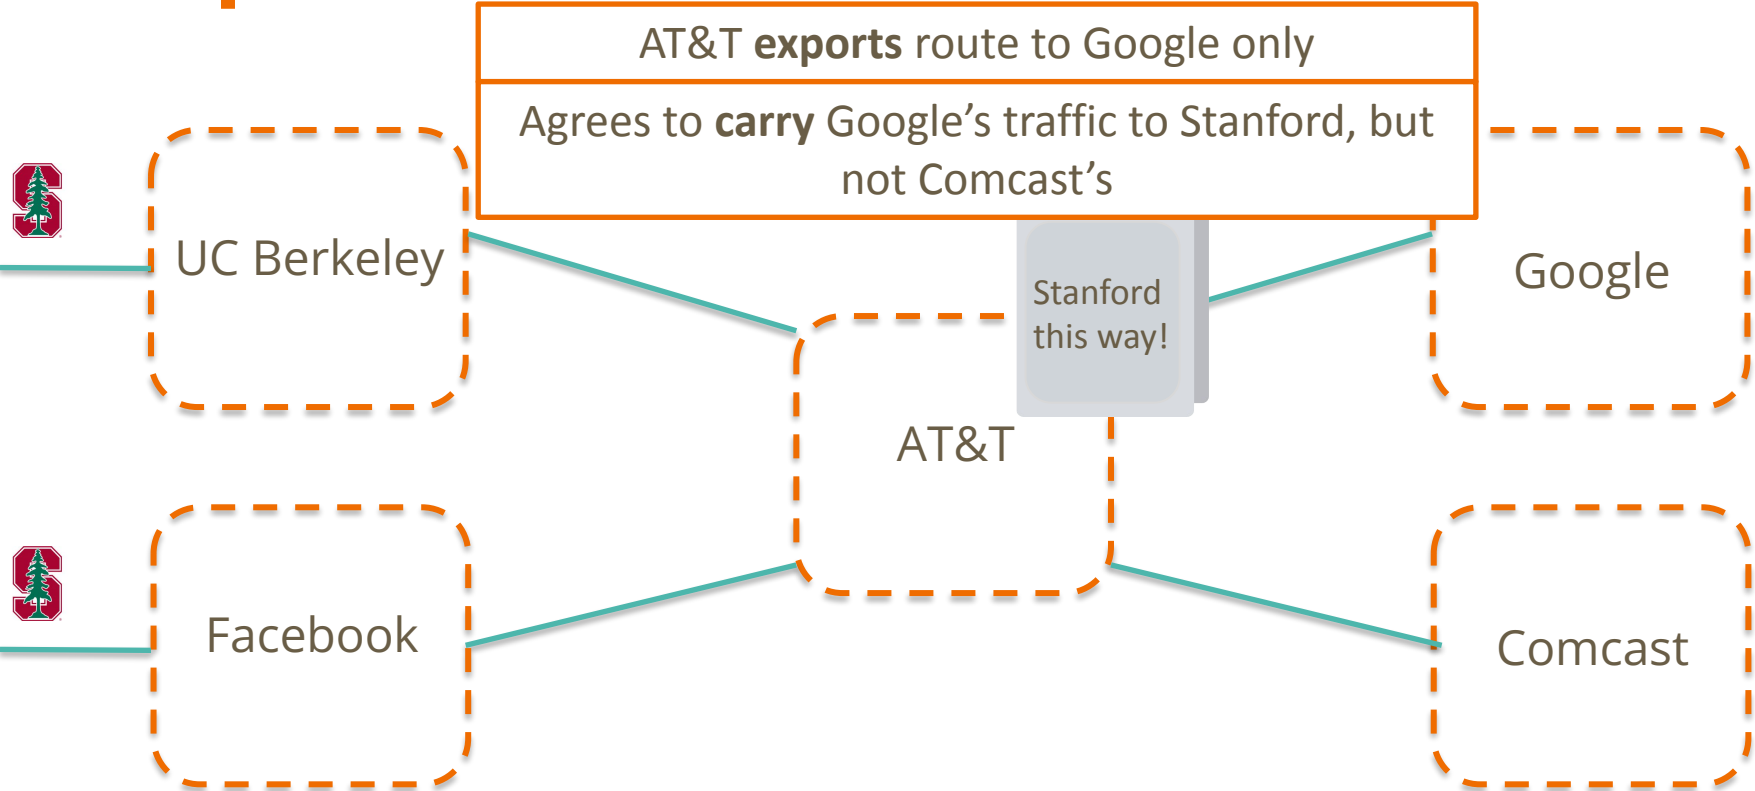 AT&T exports route to Google only
Agrees to carry Google’s traffic to Stanford, but
not Comcast’s
S
UC Berkeley
Google
Stanford
this way!
AT&T
S
Facebook
Comcast